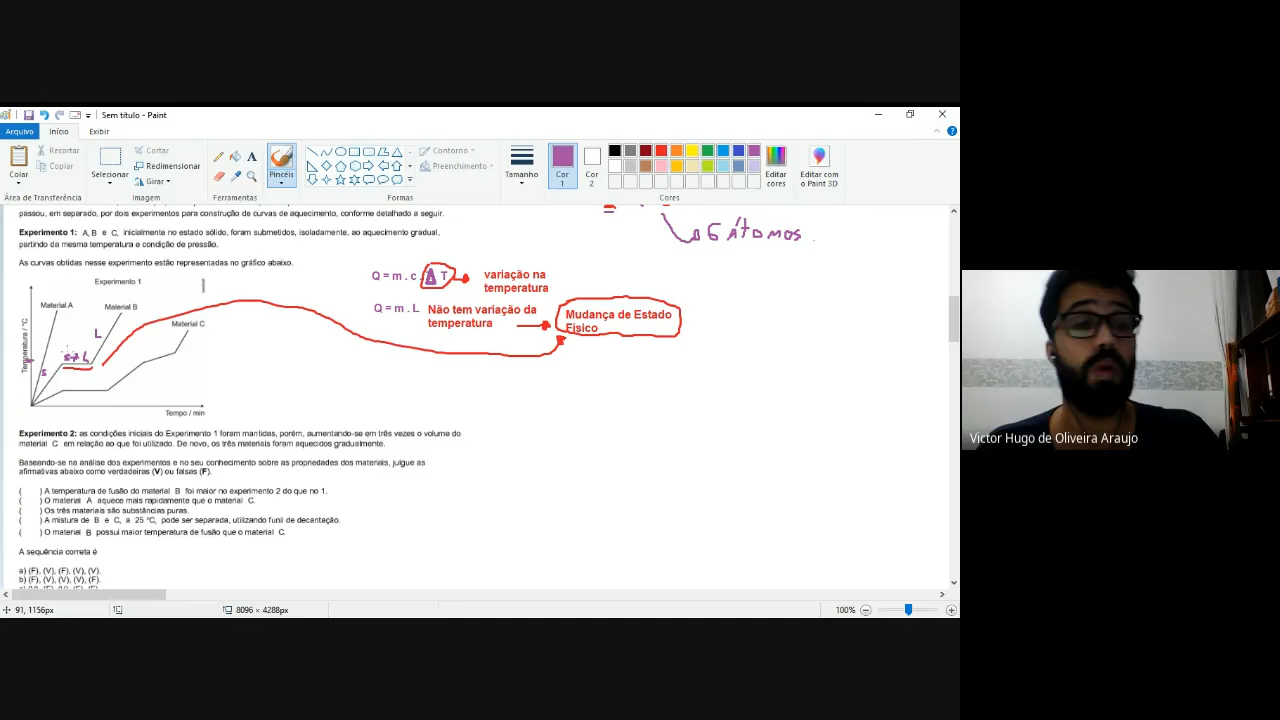 Sem título - Paint
Arquivo Início Exibir
Colar
Recortar
Copiar
Selecionar
Cortar
Redimensionar
Girar
Pincéis
Contorno
Preenchimento
Tamanho
Cor 1
Cor 2
Editar cores
Editar com o Paint 3D
Área de Transferência Imagem Ferramentas Formas Cores
passou, em separado, por dois experimentos para construção de curvas de aquecimento, conforme detalhado a seguir.
6 átomos
Experimento 1: A, B e C, inicialmente no estado sólido, foram submetidos, isoladamente, ao aquecimento gradual,
partindo da mesma temperatura e condição de pressão.
As curvas obtidas nesse experimento estão representadas no gráfico abaixo.
Q = m . c . Δ T
variação na
temperatura
Q = m . L Não tem variação da
temperatura
Mudança de Estado
Físico
Experimento 1
Material A
Material B
Material C
L
S+L
S
Temperatura / °C
Tempo / min
Experimento 2: as condições iniciais do Experimento 1 foram mantidas, porém, aumentando-se em três vezes o volume do
material C em relação ao que foi utilizado. De novo, os três materiais foram aquecidos gradualmente.
Baseando-se na análise dos experimentos e no seu conhecimento sobre as propriedades dos materiais, julgue as
afirmativas abaixo como verdadeiras (V) ou falsas (F).
( ) A temperatura de fusão do material B foi maior no experimento 2 do que no 1.
( ) O material A aquece mais rapidamente que o material C.
( ) Os três materiais são substâncias puras.
( ) A mistura de B e C, a 25 °C, pode ser separada, utilizando funil de decantação.
( ) O material B possui maior temperatura de fusão que o material C.
A sequência correta é
a) (F), (V), (F), (V), (V).
b) (F), (V), (V), (V), (F).
91, 1156px
8096 × 4288px
100%
Victor Hugo de Oliveira Araujo